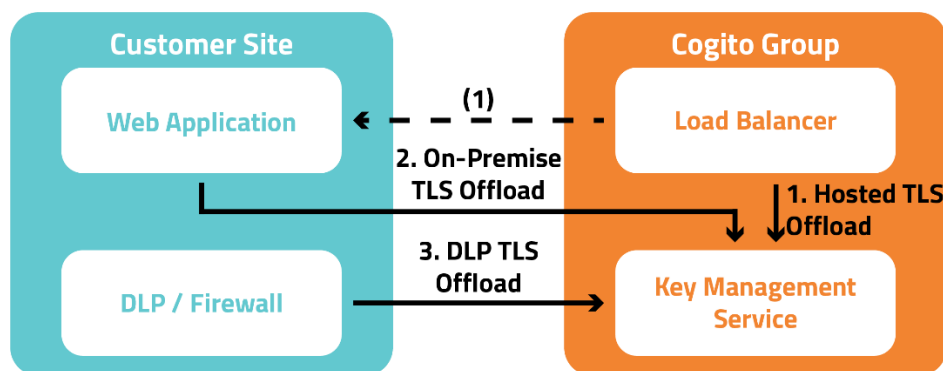 Customer Site
Cogito Group
Web Application
(1)
Load Balancer
2. On-Premise
TLS Offload
1. Hosted TLS
Offload
3. DLP TLS
Offload
DLP / Firewall
Key Management
Service